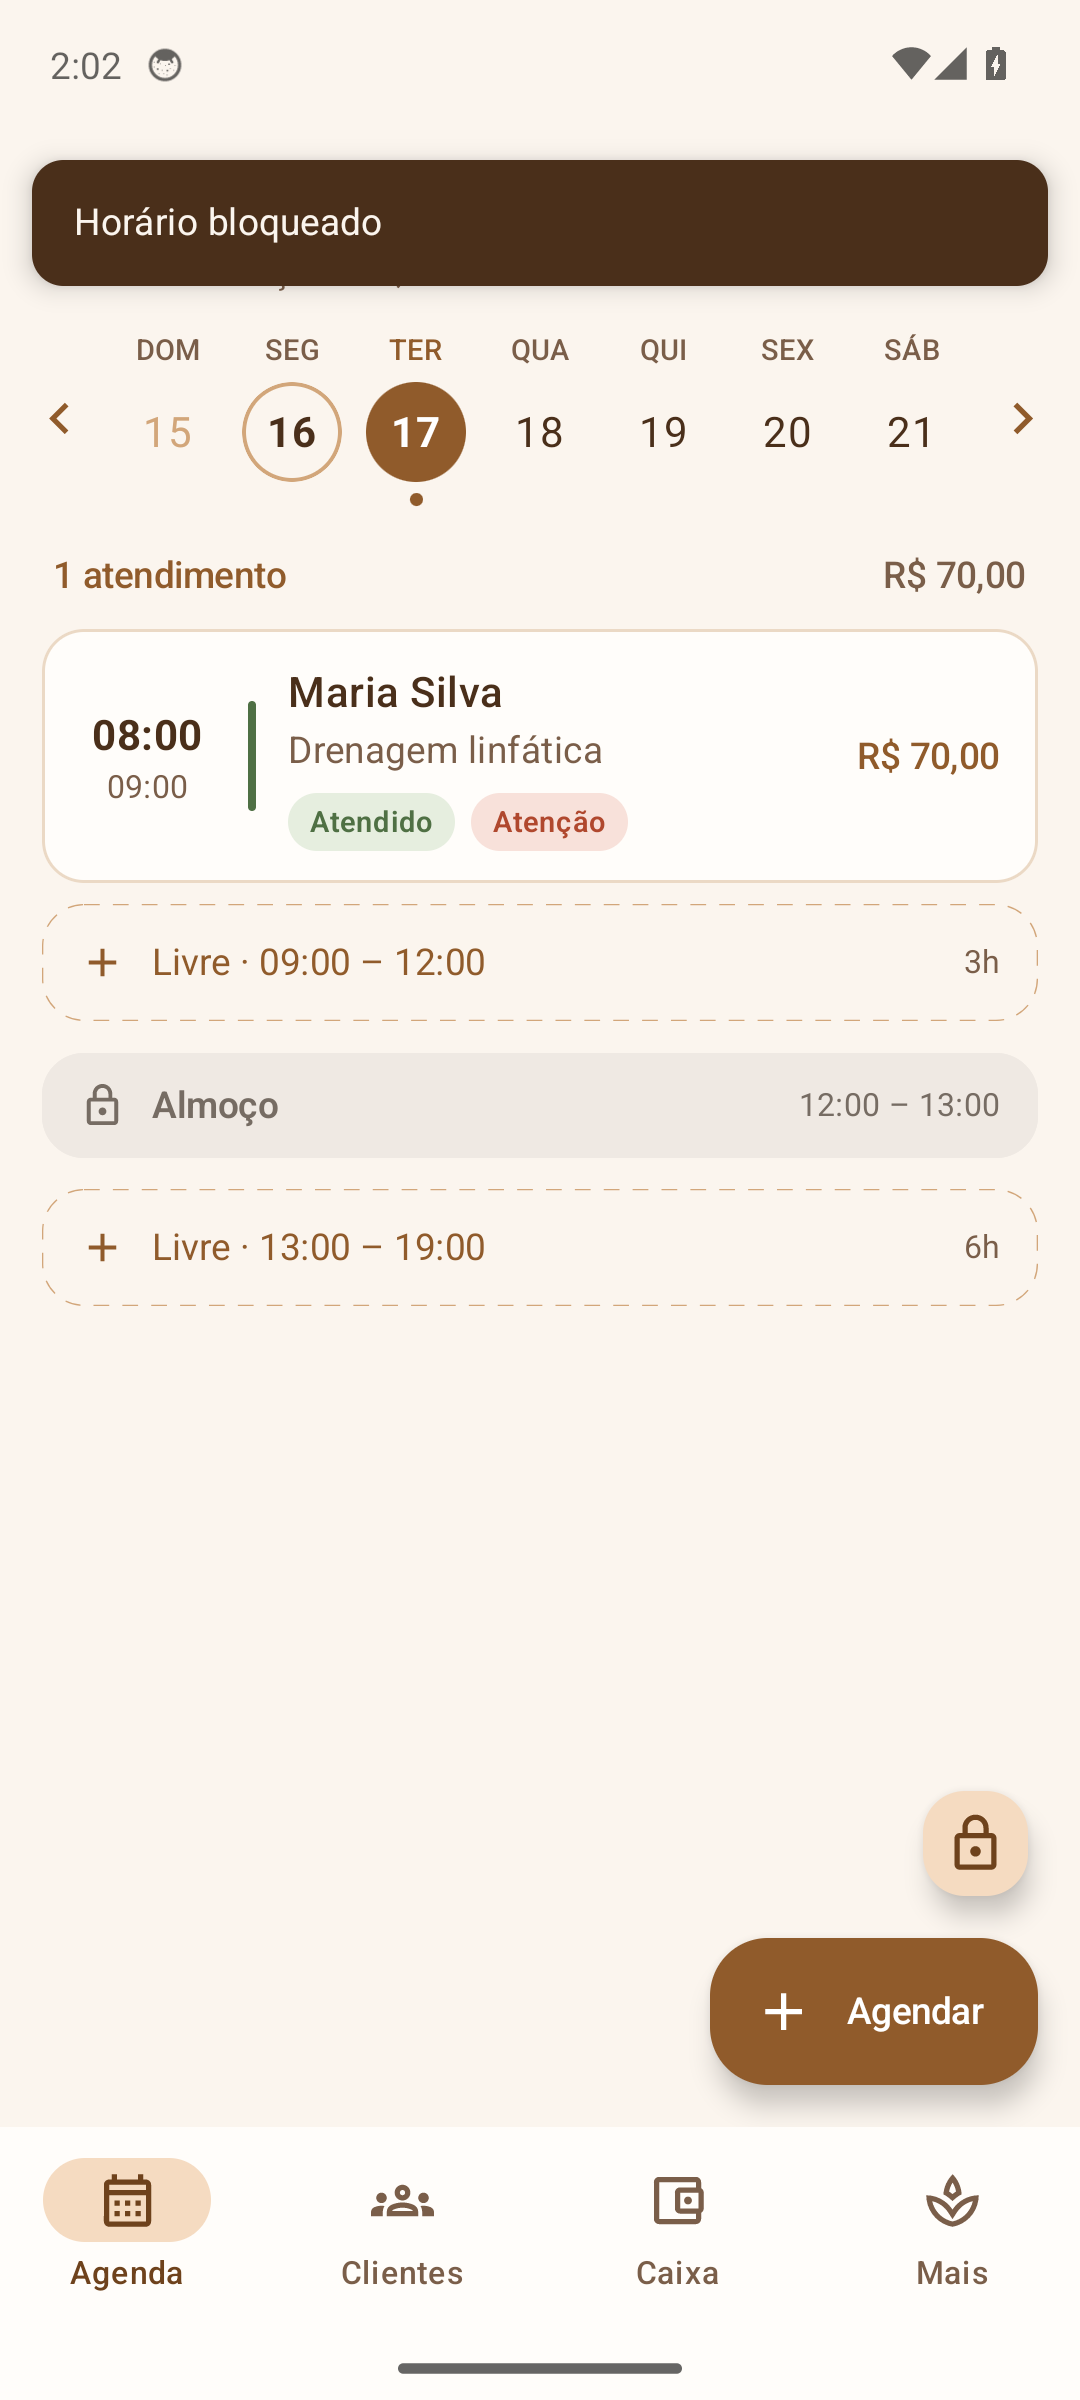 2:02
Horário bloqueado
DOM SEG TER QUA QUI SEX SÁB
15 16 17 18 19 20 21
1 atendimento R$ 70,00
Maria Silva
08:00
Drenagem linfática
R$ 70,00
09:00
Atendido Atenção
Livre · 09:00 – 12:00 3h
Almoço 12:00 – 13:00
Livre · 13:00 – 19:00 6h
Agendar
Agenda Clientes Caixa Mais